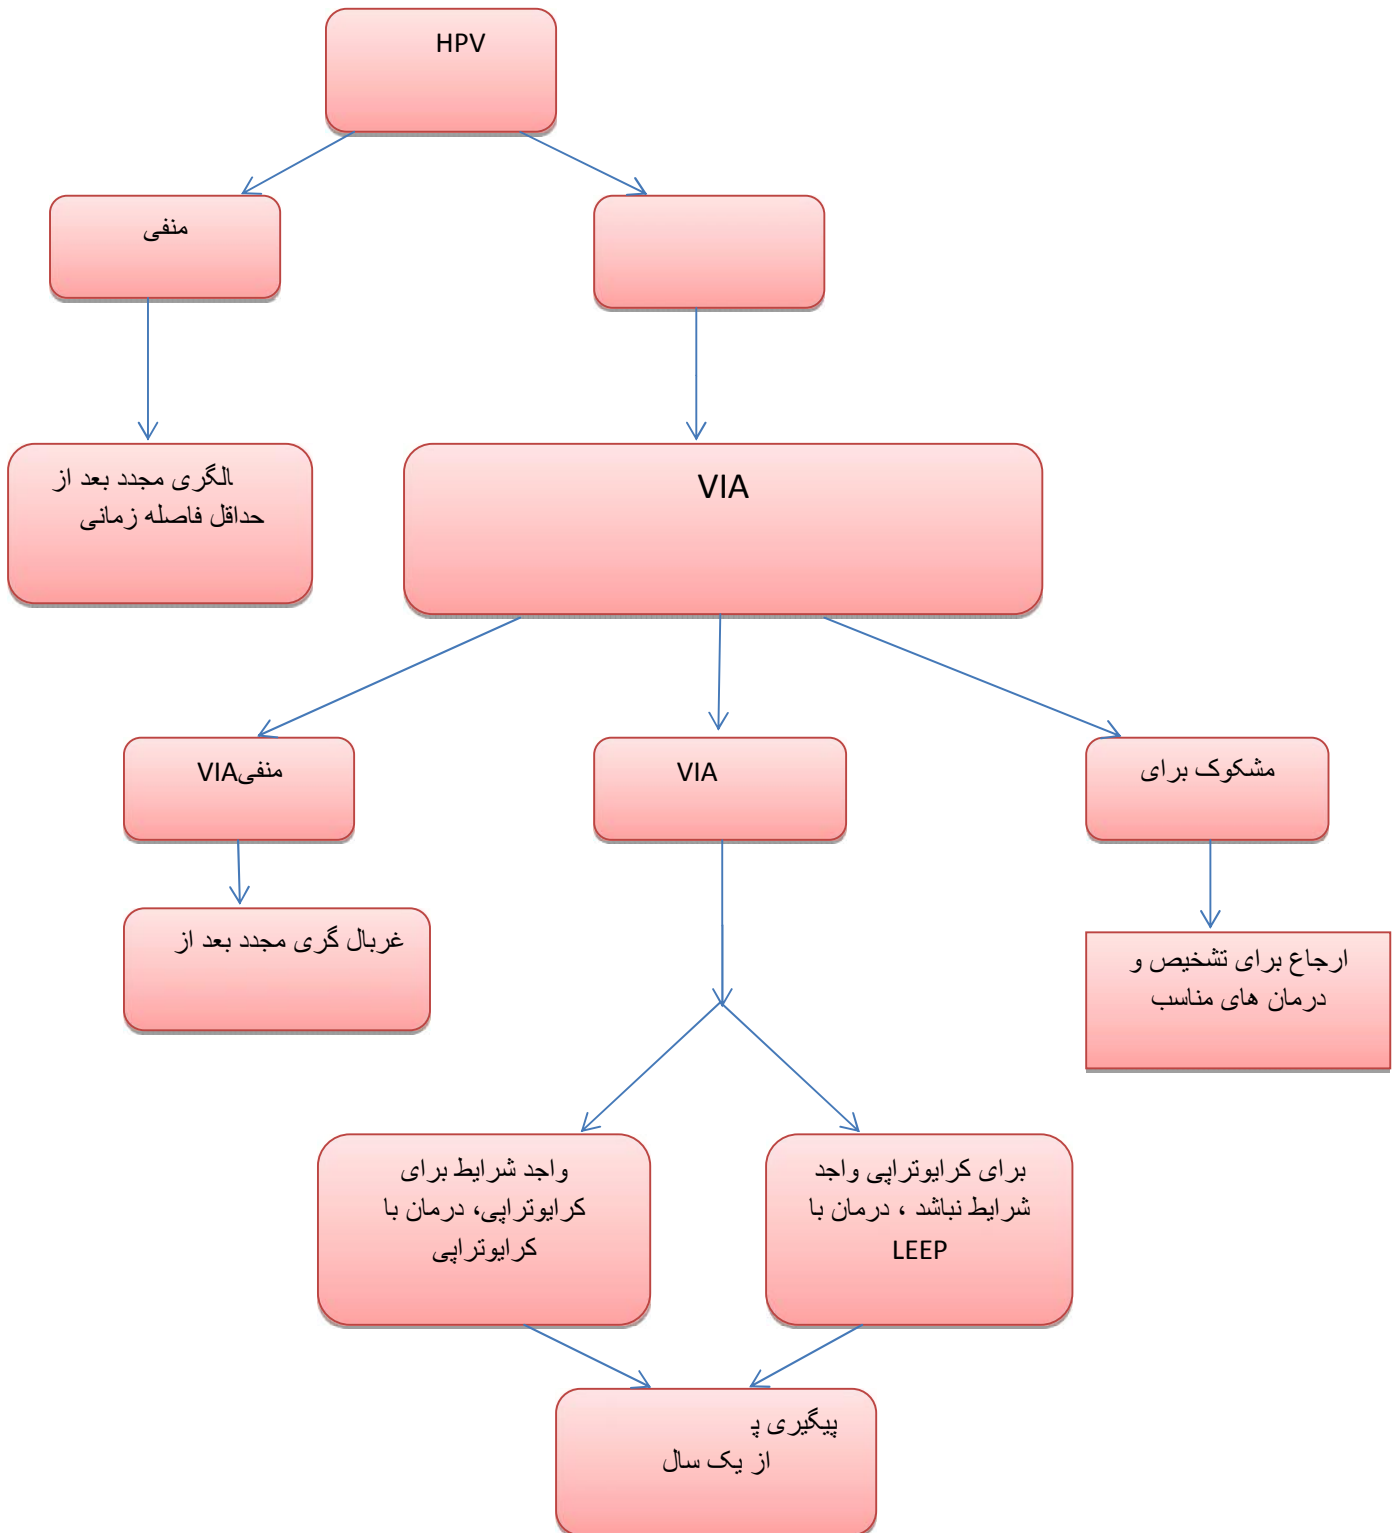 HPV
منفی
الگری مجدد بعد از
حداقل فاصله زمانی
VIA
منفیVIA
VIA
مشکوک برای
غربال گری مجدد بعد از
ارجاع برای تشخیص و
درمان های مناسب
واجد شرایط برای
کرایوتراپی، درمان با
کرایوتراپی
برای کرایوتراپی واجد
شرایط نباشد ، درمان با
LEEP
پیگیری پ
از یک سال